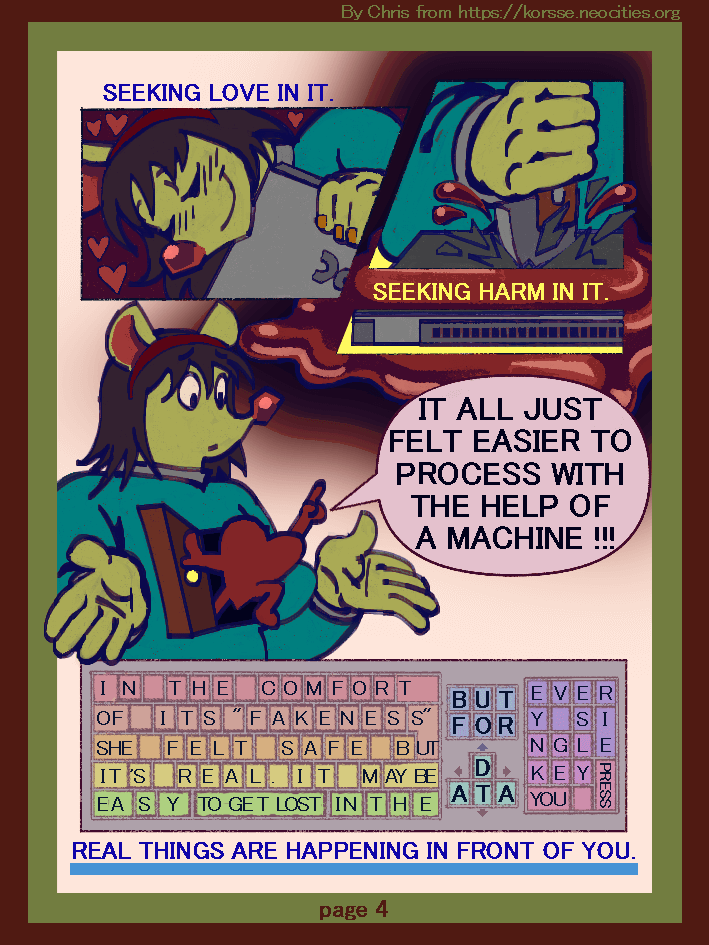 By Chris from https://korsse.neocities.org
SEEKING LOVE IN IT.
SEEKING HARM IN IT.
IT ALL JUST
FELT EASIER TO
PROCESS WITH
THE HELP OF
A MACHINE !!!
IN THE COMFORT
OF ITS "FAKENESS"
SHE FELT SAFE BUT
IT'S REAL. IT MAY BE
EASY TO GET LOST IN THE
BUT
FOR
D
ATA
EVER
Y SI
NGLE
KEY
YOU PRESS
REAL THINGS ARE HAPPENING IN FRONT OF YOU.
page 4